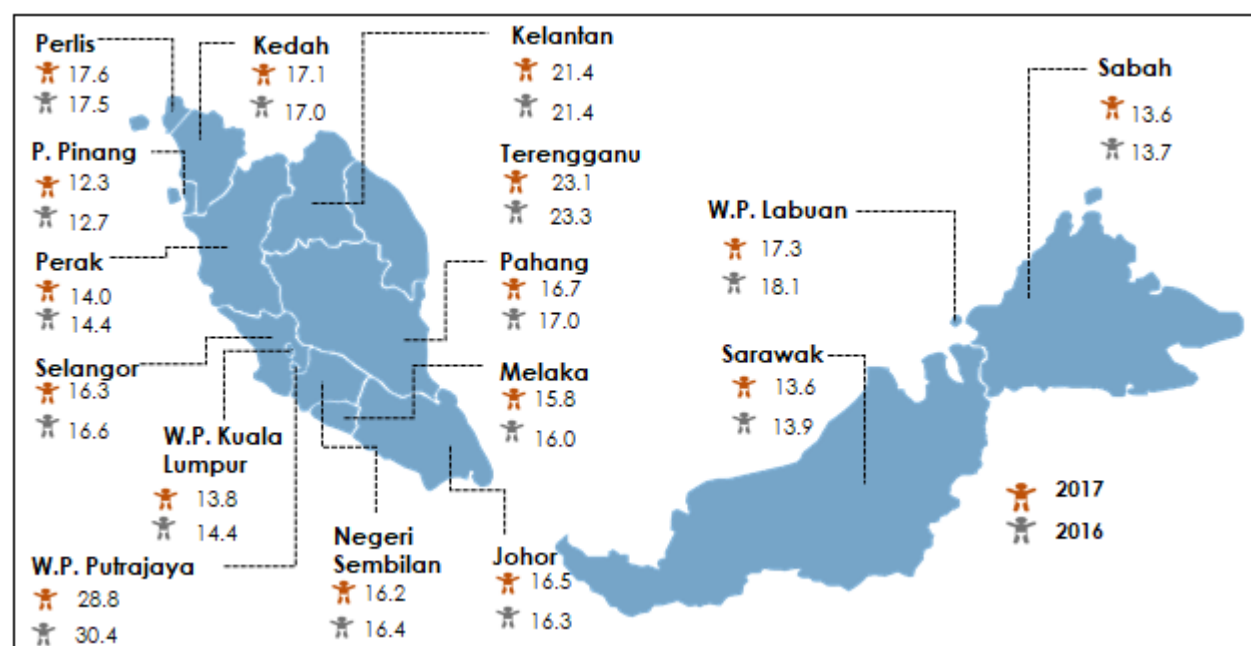 Perlis
17.6
17.5
Kedah
17.1
17.0
Kelantan
21.4
21.4
Sabah
13.6
13.7
P. Pinang
12.3
12.7
Terengganu
23.1
23.3
W.P. Labuan
17.3
18.1
Perak
14.0
14.4
Pahang
16.7
17.0
Selangor
16.3
16.6
Melaka
15.8
16.0
Sarawak
13.6
13.9
W.P. Kuala
Lumpur
13.8
14.4
2017
2016
W.P. Putrajaya
28.8
30.4
Negeri
Sembilan
16.2
16.4
Johor
16.5
16.3